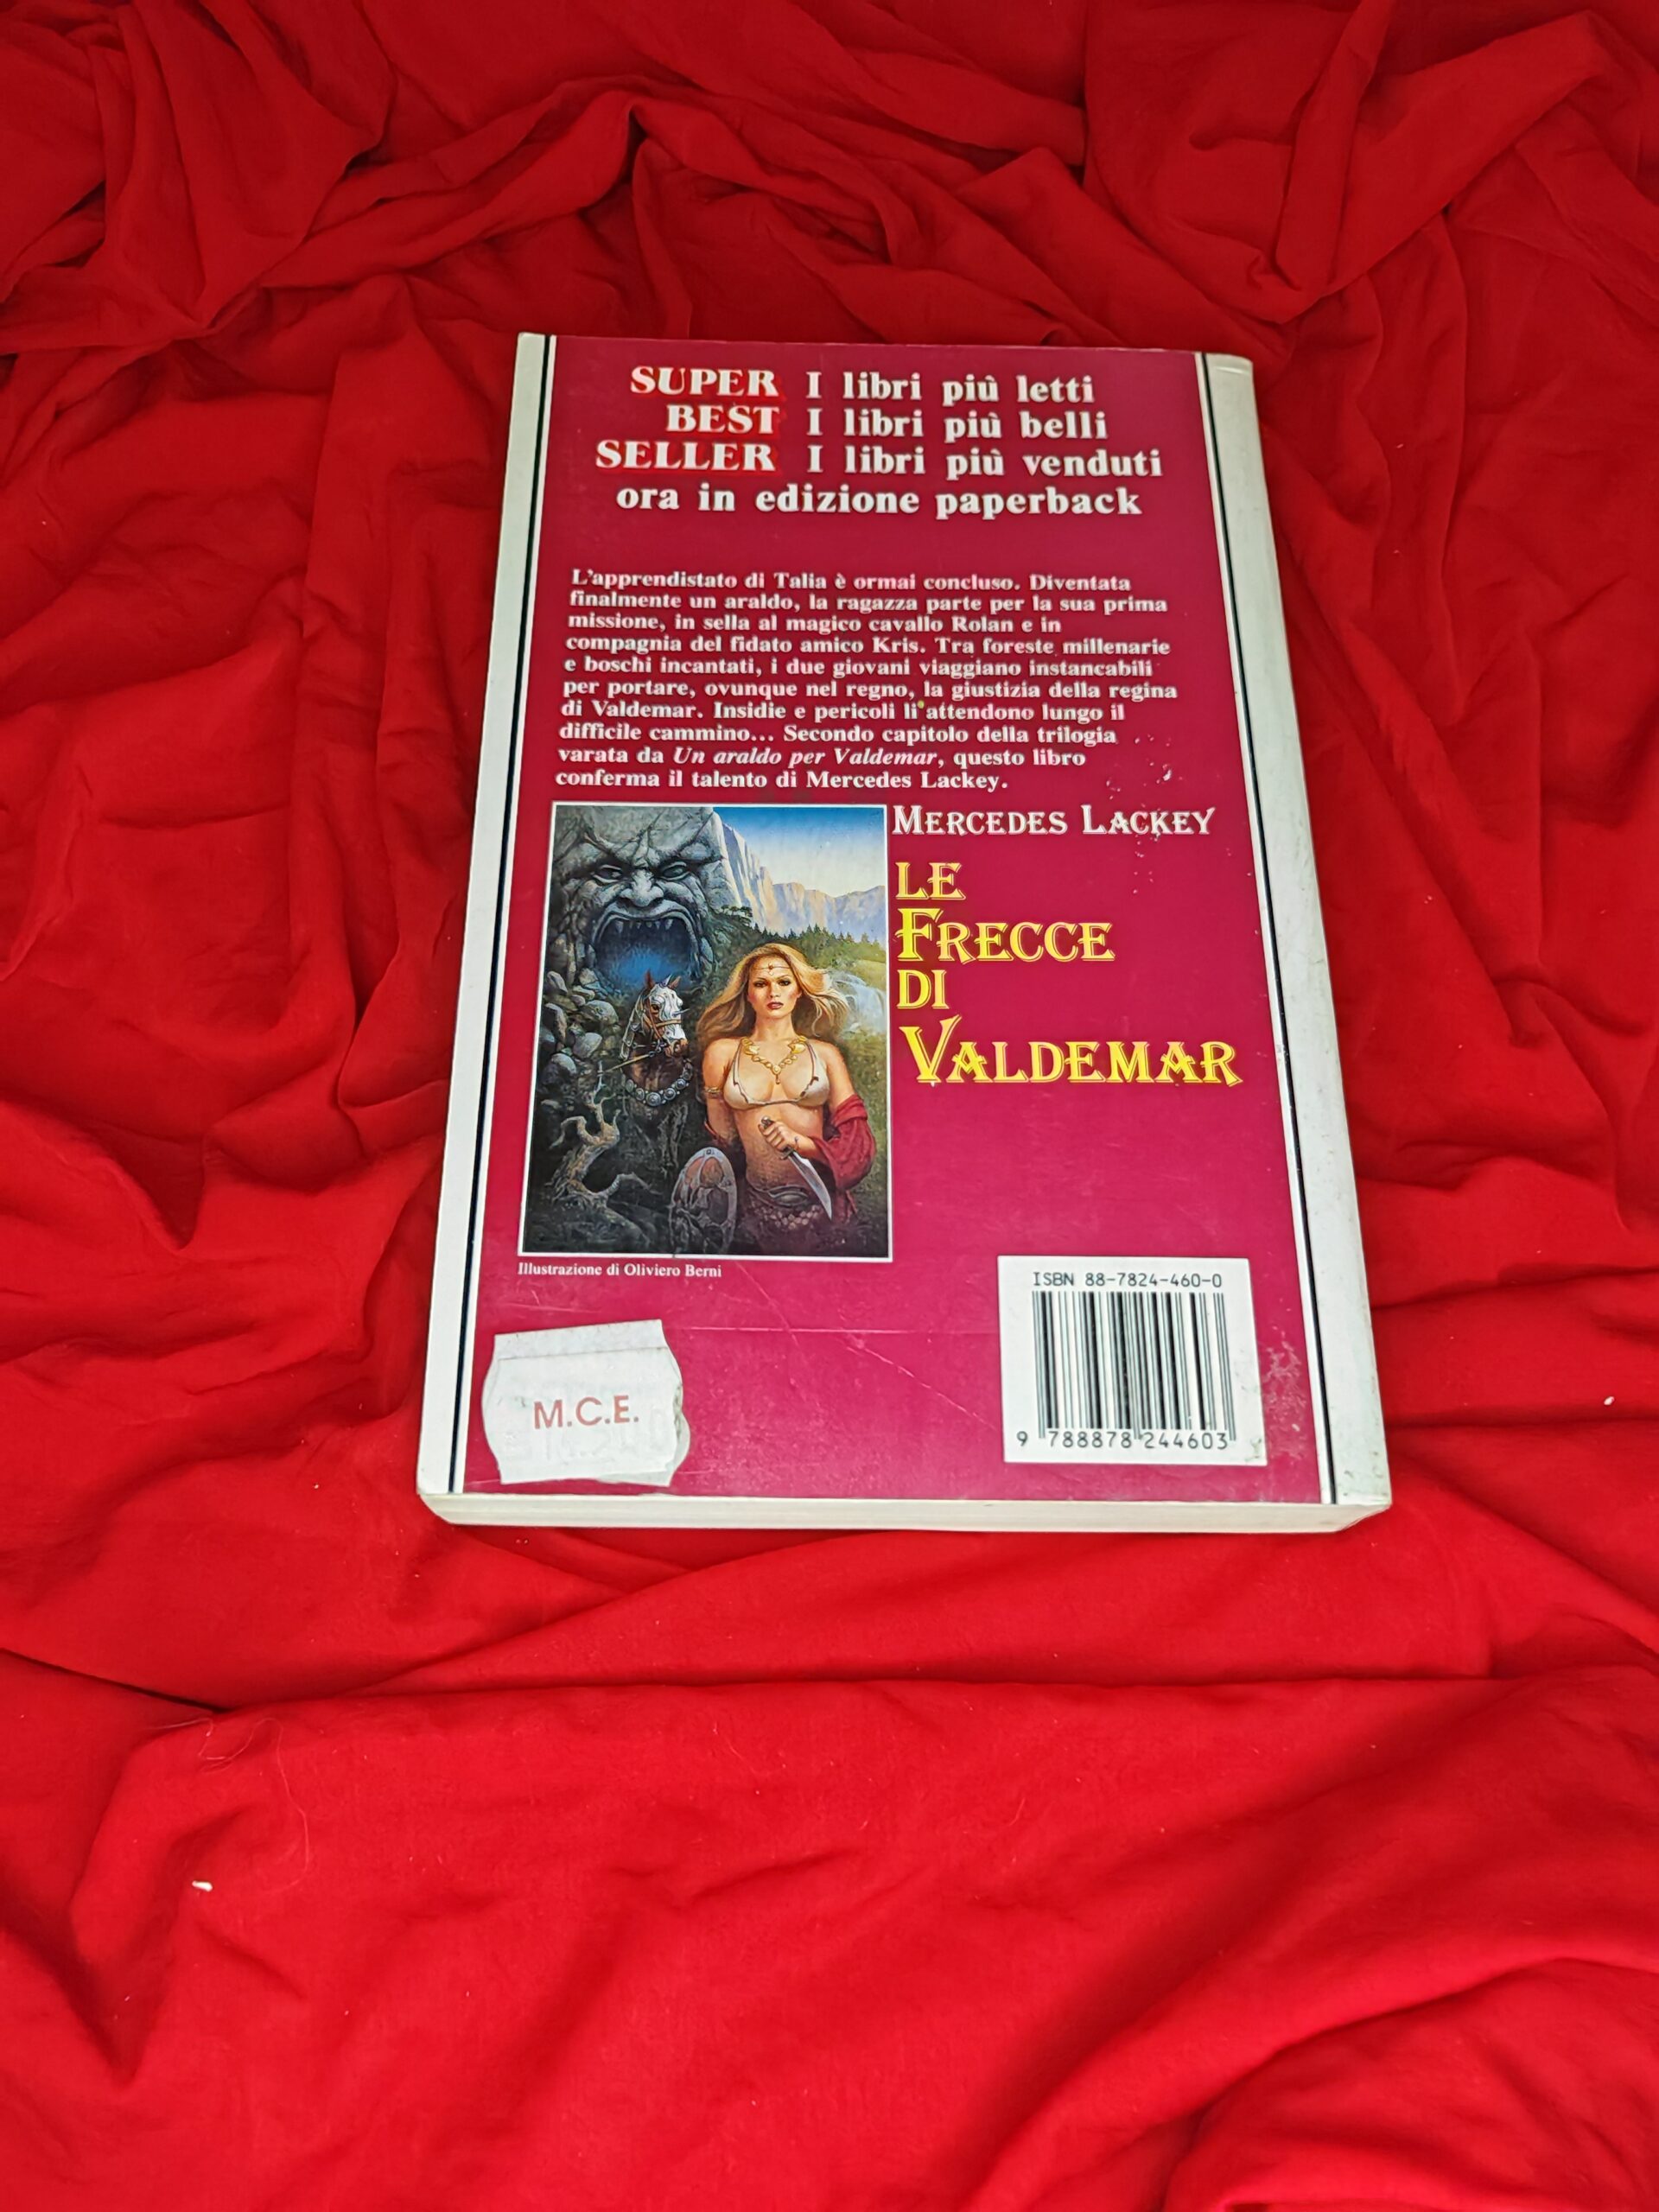 SUPER I libri più letti
BEST I libri più belli
SELLER I libri più venduti
ora in edizione paperback
L'apprendistato di Talia è ormai concluso. Diventata
finalmente un araldo, la ragazza parte per la sua prima
missione, in sella al magico cavallo Rolan e in
compagnia del fidato amico Kris. Tra foreste millenarie
e boschi incantati, i due giovani viaggiano instancabili
per portare, ovunque nel regno, la giustizia della regina
di Valdemar. Insidie e pericoli li attendono lungo il
difficile cammino... Secondo capitolo della trilogia
varata da Un araldo per Valdemar, questo libro
conferma il talento di Mercedes Lackey.
MERCEDES LACKEY
LE
FRECCE
DI
VALDEMAR
Illustrazione di Oliviero Berni
ISBN 88-7824-460-0
9 788878 244603
M.C.E.